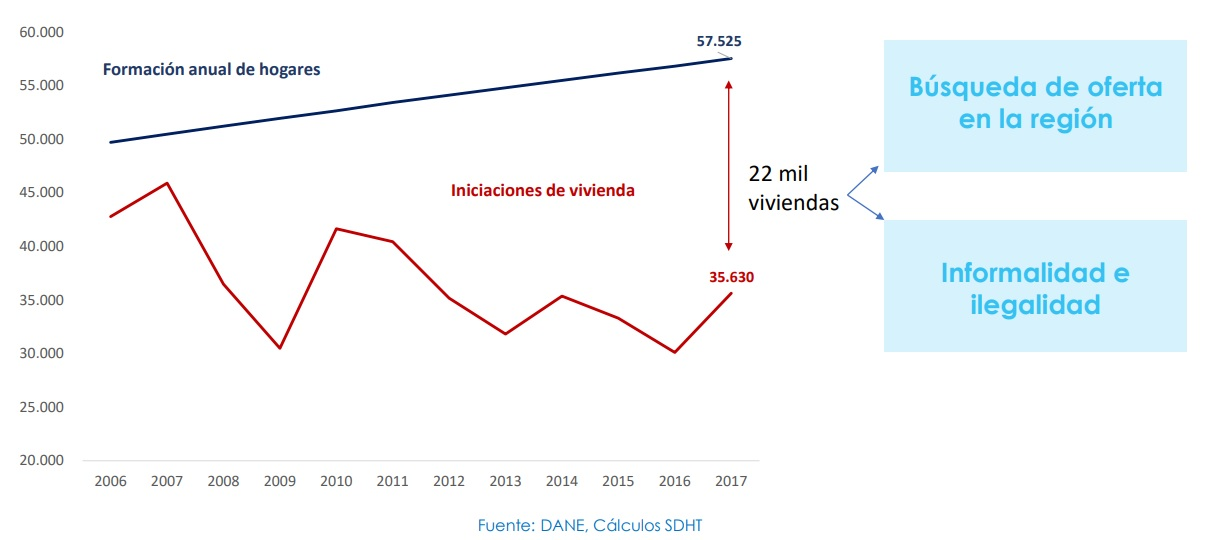 60.000
55.000
50.000
45.000
40.000
35.000
30.000
25.000
20.000
Formación anual de hogares
57.525
Iniciaciones de vivienda
35.630
22 mil
viviendas
2006 2007 2008 2009 2010 2011 2012 2013 2014 2015 2016 2017
Búsqueda de oferta
en la región
Informalidad e
ilegalidad
Fuente: DANE, Cálculos SDHT